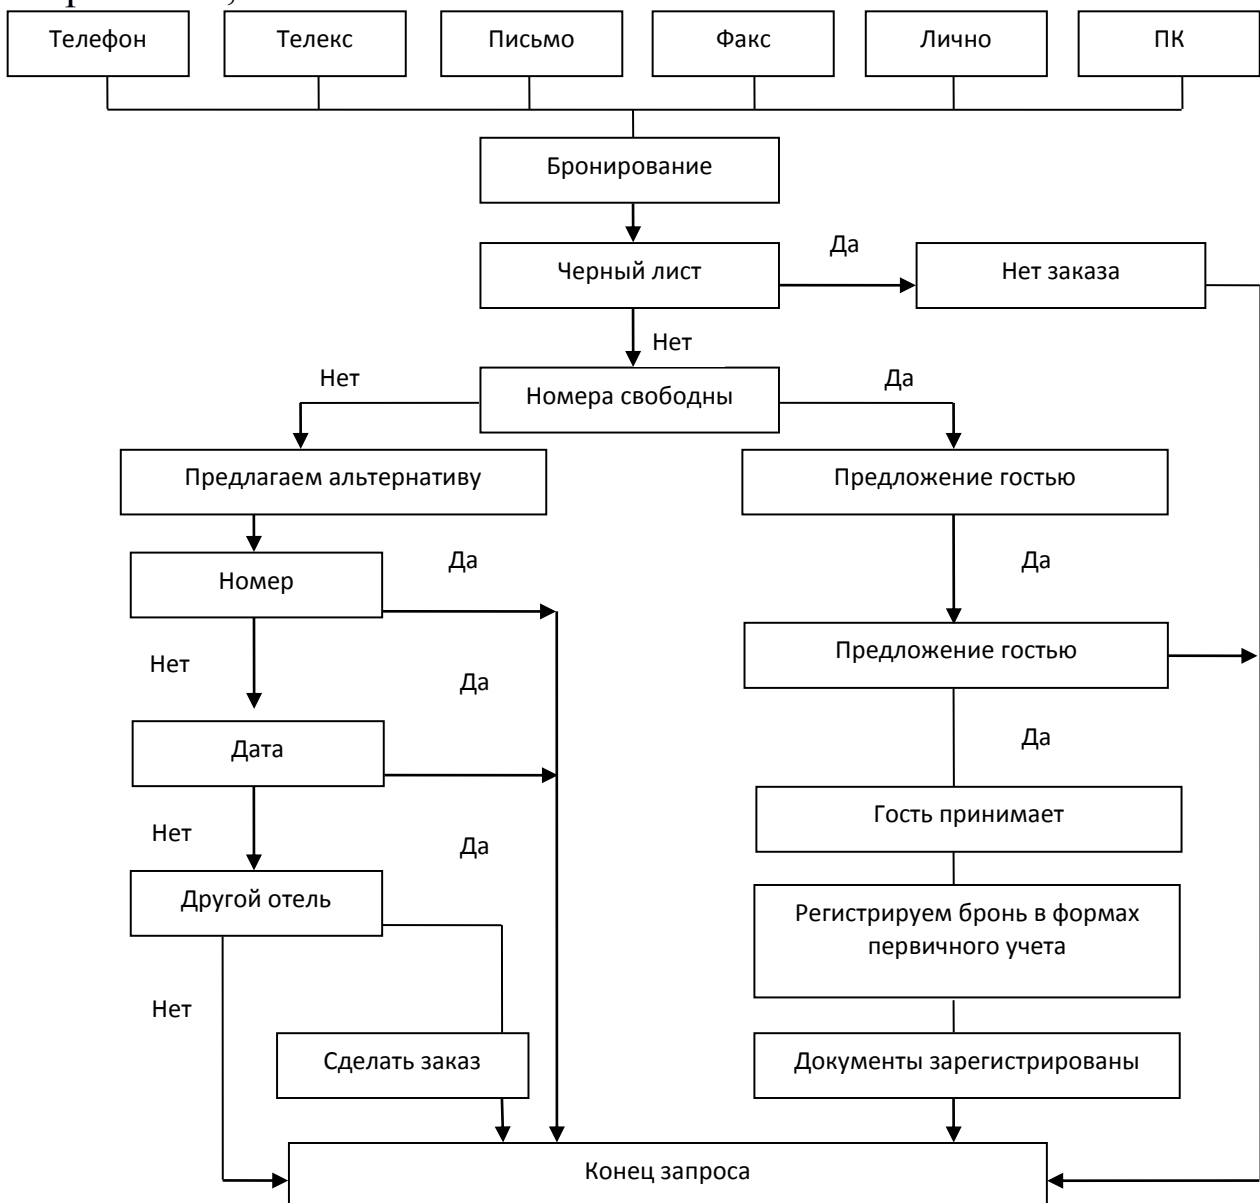 Телефон
Телекс
Письмо
Факс
Лично
ПК
Бронирование
Черный лист
Да
Нет заказа
Нет
Номера свободны
Нет
Да
Предлагаем альтернативу
Предложение гостью
Номер
Да
Да
Нет
Предложение гостью
Да
Дата
Да
Нет
Гость принимает
Да
Другой отель
Регистрируем бронь в формах
первичного учета
Нет
Сделать заказ
Документы зарегистрированы
Конец запроса